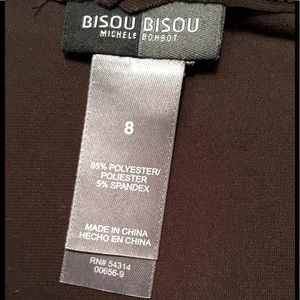 BISOU BISOU
MICHELE BOHBOT
8
95% POLYESTER/
POLIESTER
5% SPANDEX
MADE IN CHINA
HECHO EN CHINA
RN# 54314
00656-9